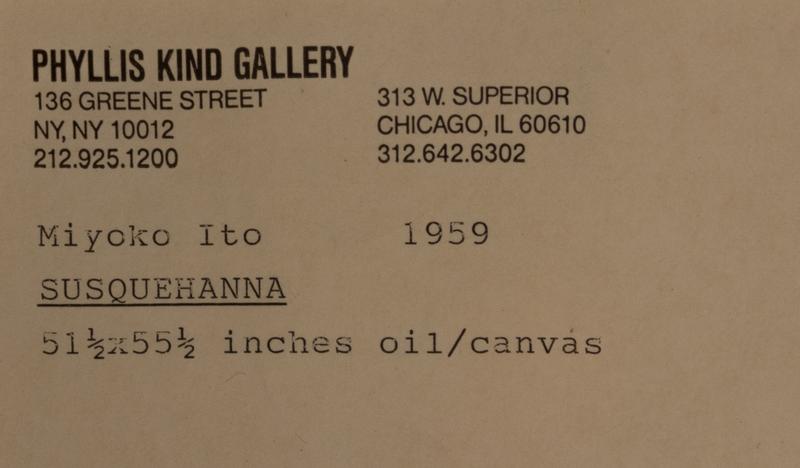 PHYLLIS KIND GALLERY
136 GREENE STREET
NY, NY 10012
212.925.1200
313 W. SUPERIOR
CHICAGO, IL 60610
312.642.6302
Miyoko Ito 1959
SUSQUEHANNA
51½x55½ inches oil/canvas